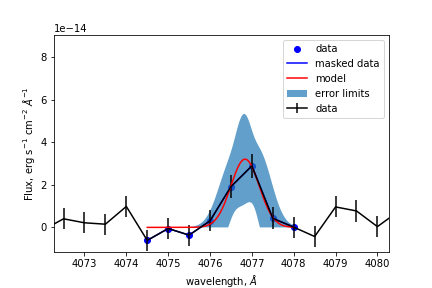 1e−14
8
6
4
2
0
Flux, erg s⁻¹ cm⁻² Å⁻¹
data
masked data
model
error limits
data
4073 4074 4075 4076 4077 4078 4079 4080
wavelength, Å